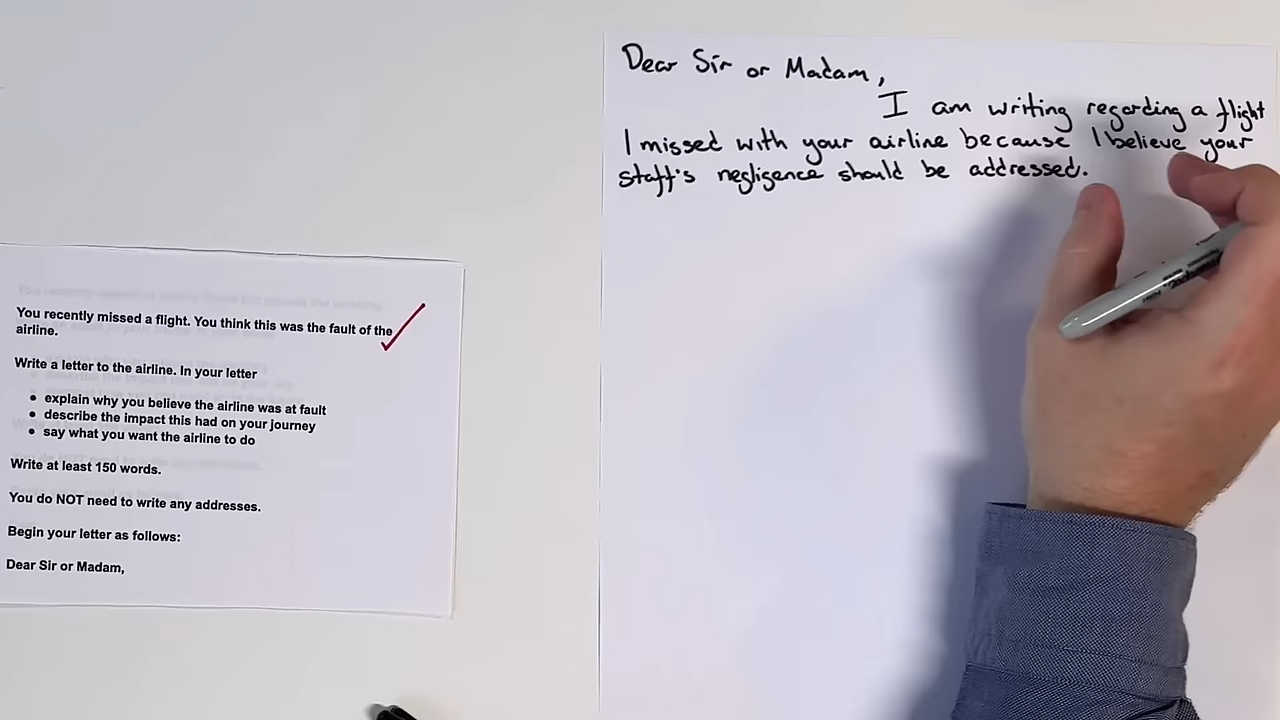 You recently missed a flight. You think this was the fault of the
airline.
Write a letter to the airline. In your letter
• explain why you believe the airline was at fault
• describe the impact this had on your journey
• say what you want the airline to do
Write at least 150 words.
You do NOT need to write any addresses.
Begin your letter as follows:
Dear Sir or Madam,
Dear Sir or Madam,
I am writing regarding a flight
I missed with your airline because I believe your
staff's negligence should be addressed.